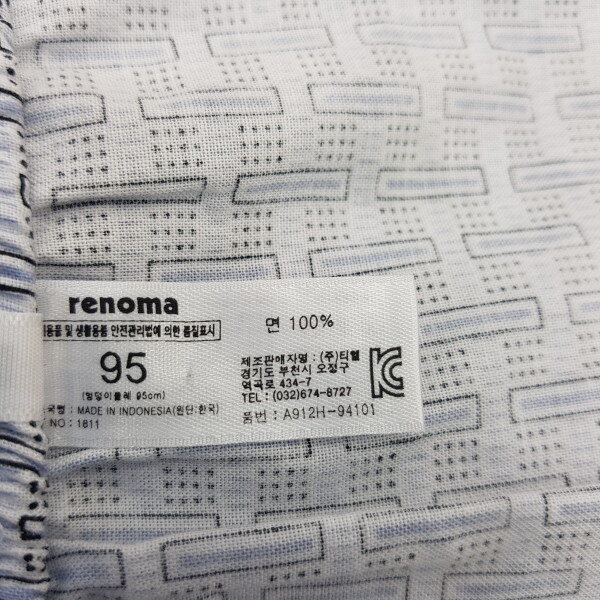 renoma
용품 및 생활용품 안전관리법에 의한 품질표시
95
(엉덩이둘레 95cm)
국명 : MADE IN INDONESIA(원단:한국)
NO : 1811
면 100%
제조판매자명 : (주)티엘
경기도 부천시 오정구
역곡로 434-7
TEL : (032)674-8727
품번 : A912H-94101